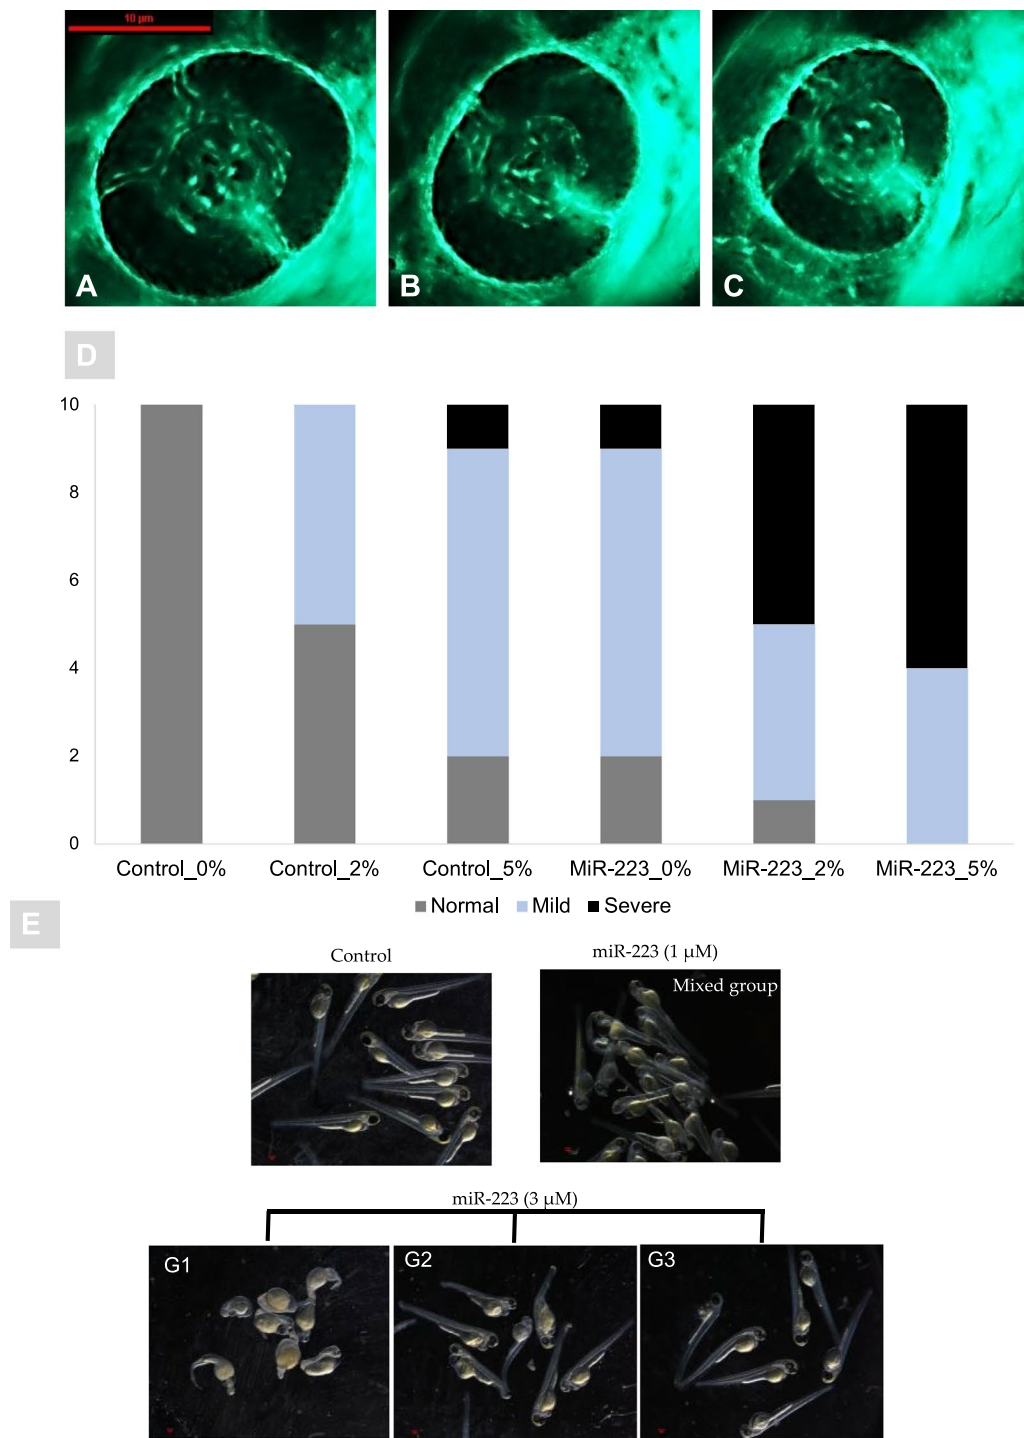 10 µm
A
B
C
D
10
8
6
4
2
0
Control_0% Control_2% Control_5% MiR-223_0% MiR-223_2% MiR-223_5%
Normal Mild Severe
E
Control
miR-223 (1 µM)
Mixed group
miR-223 (3 µM)
G1
G2
G3